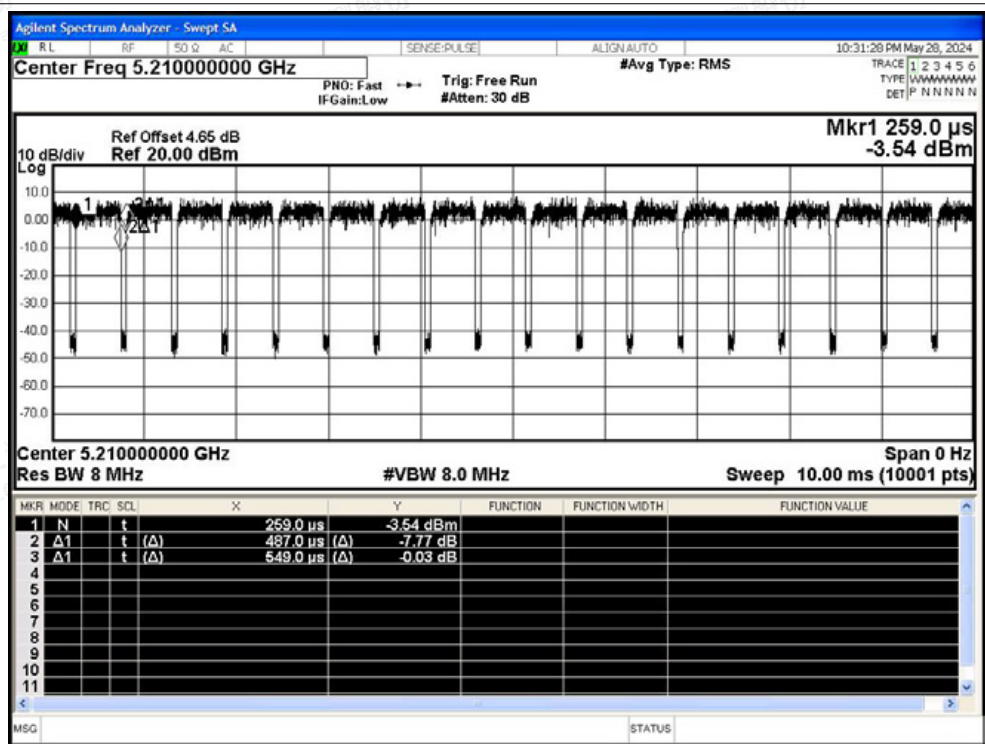 Agilent Spectrum Analyzer - Swept SA
LXI RL RF 50 Ω AC SENSE:PULSE ALIGN AUTO 10:31:28 PM May 28, 2024
Center Freq 5.210000000 GHz #Avg Type: RMS TRACE 1 2 3 4 5 6
PNO: Fast Trig: Free Run TYPE WWWWWW
IFGain:Low #Atten: 30 dB DET P N N N N N
Mkr1 259.0 µs
Ref Offset 4.65 dB
10 dB/div Ref 20.00 dBm -3.54 dBm
Log
10.0
0.00
-10.0
-20.0
-30.0
-40.0
-50.0
-60.0
-70.0
1
3Δ1
2Δ1
Center 5.210000000 GHz Span 0 Hz
Res BW 8 MHz #VBW 8.0 MHz Sweep 10.00 ms (10001 pts)
MKR MODE TRC SCL X Y FUNCTION FUNCTION WIDTH FUNCTION VALUE
1 N t 259.0 µs -3.54 dBm
2 Δ1 t (Δ) 487.0 µs (Δ) -7.77 dB
3 Δ1 t (Δ) 549.0 µs (Δ) -0.03 dB
4
5
6
7
8
9
10
11
MSG STATUS